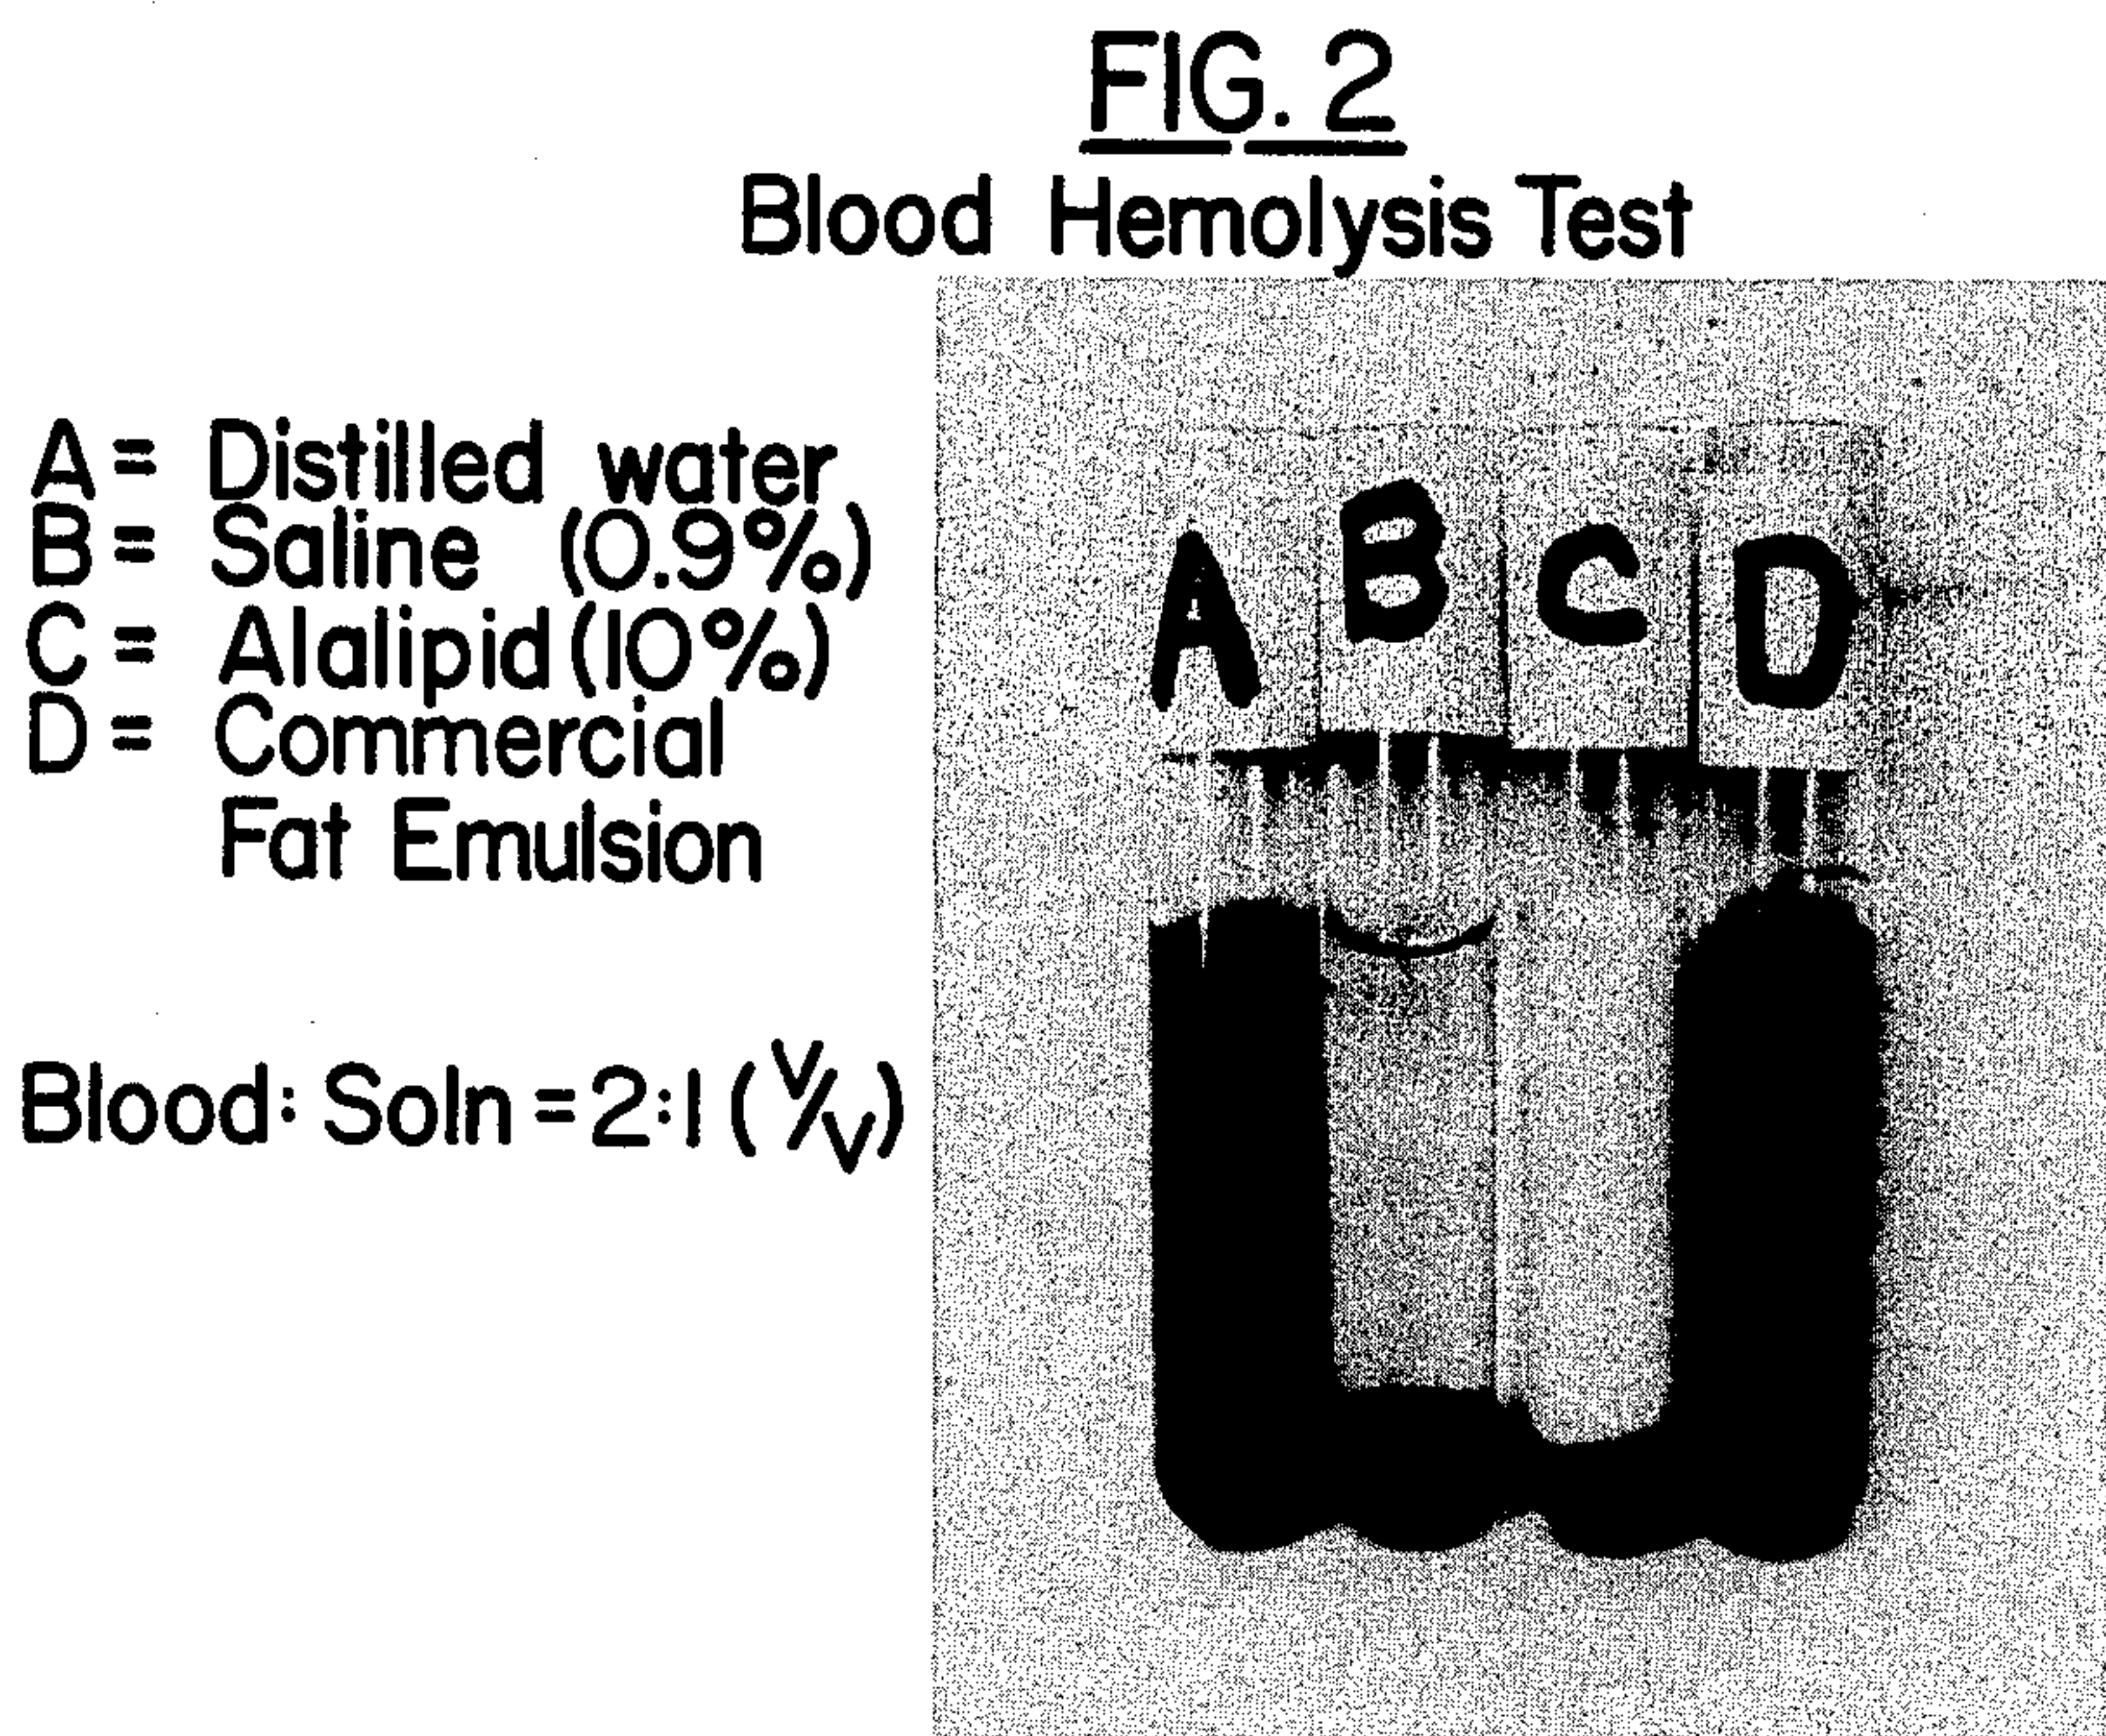 FIG. 2
Blood Hemolysis Test
A = Distilled water
B = Saline (0.9%)
C = Alalipid (10%)
D = Commercial
Fat Emulsion
Blood: Soln = 2:1 (V/V)
A B C D